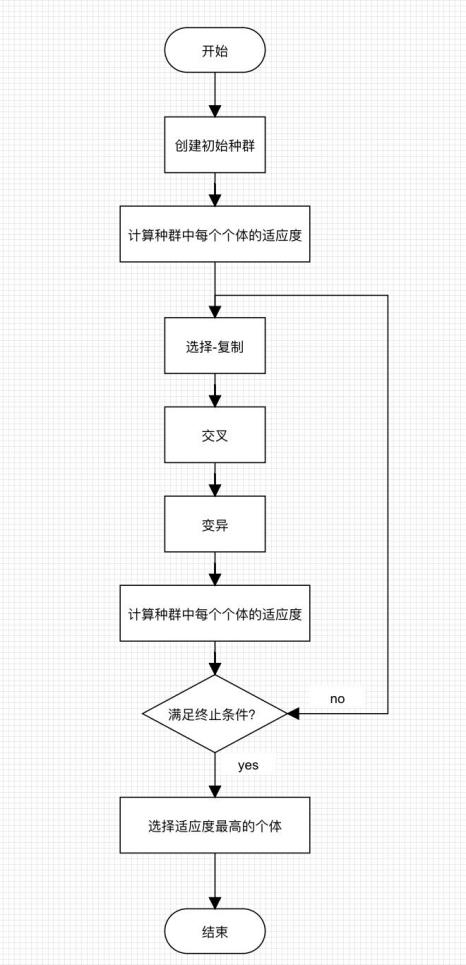 开始
创建初始种群
计算种群中每个个体的适应度
选择-复制
交叉
变异
计算种群中每个个体的适应度
满足终止条件?
no
yes
选择适应度最高的个体
结束